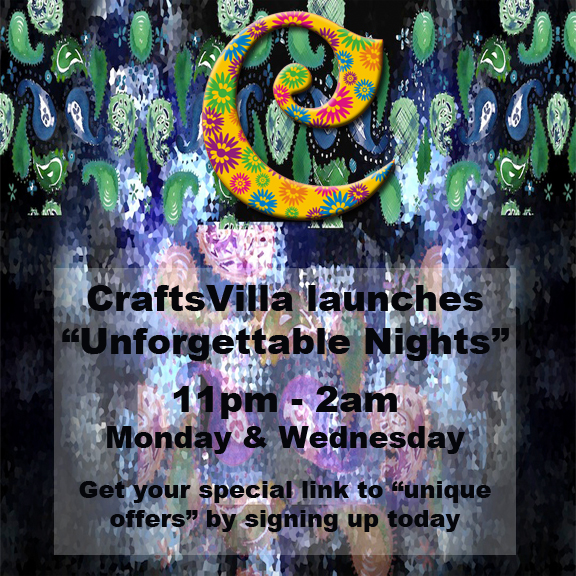 CraftsVilla launches
“Unforgettable Nights”
11pm - 2am
Monday & Wednesday
Get your special link to “unique
offers” by signing up today